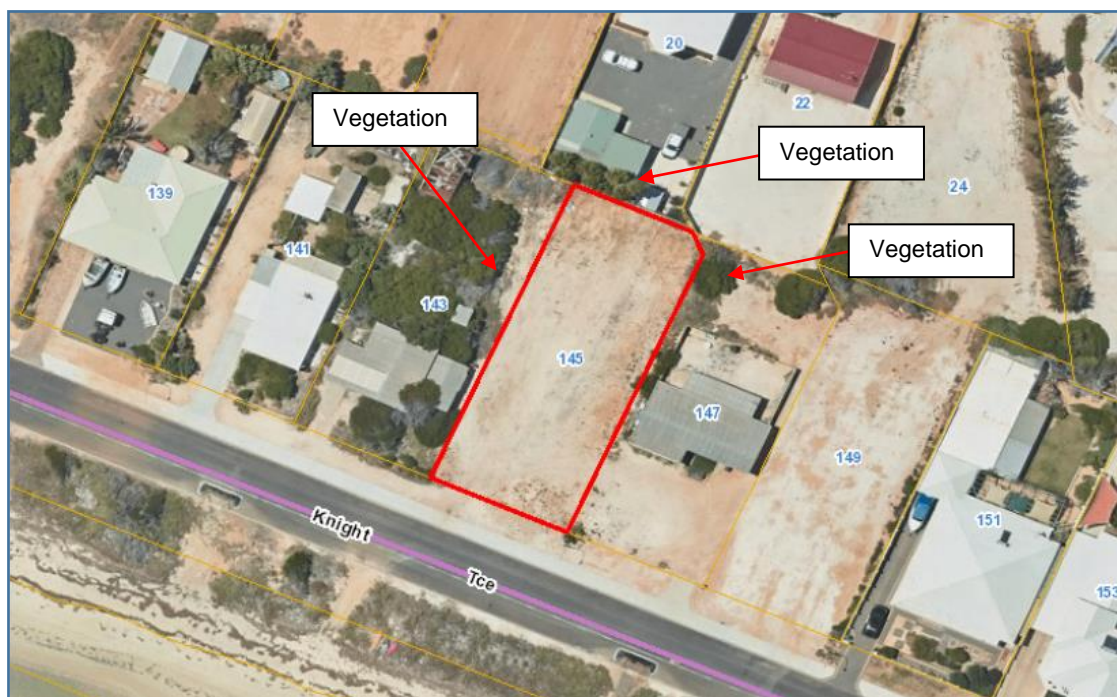 20
Vegetation
22
Vegetation
139
24
141
Vegetation
143
145
147
149
Knight
151
Tce
153